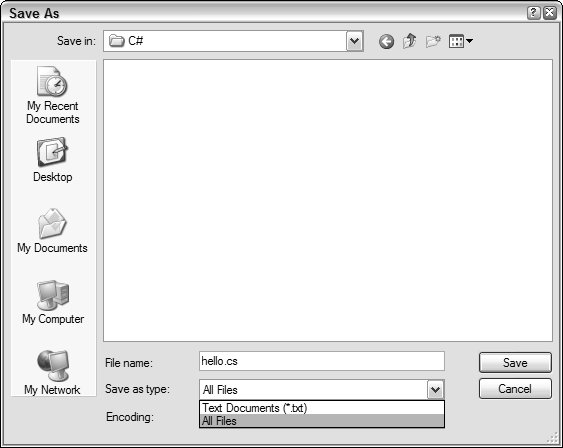 Save As
Save in: C#
My Recent
Documents
Desktop
My Documents
My Computer
My Network
File name: hello.cs Save
Save as type: All Files Cancel
Text Documents (*.txt)
Encoding: All Files